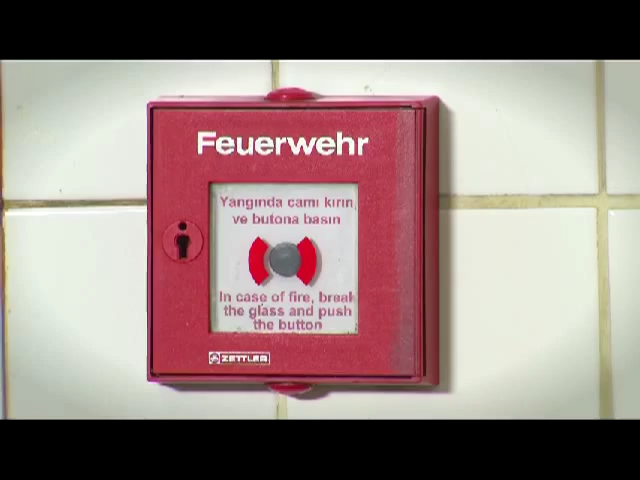 Feuerwehr
Yangında camı kırın
ve butona basın
In case of fire, break
the glass and push
the button
ZETTLER